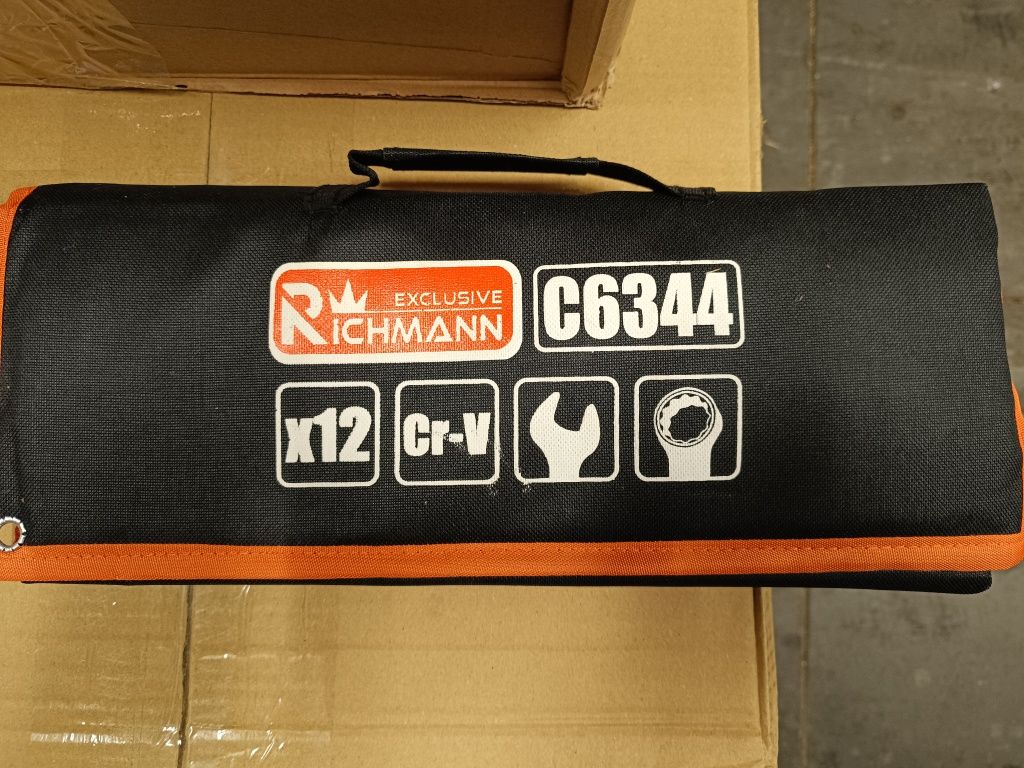 EXCLUSIVE
RICHMANN
C6344
x12
Cr-V